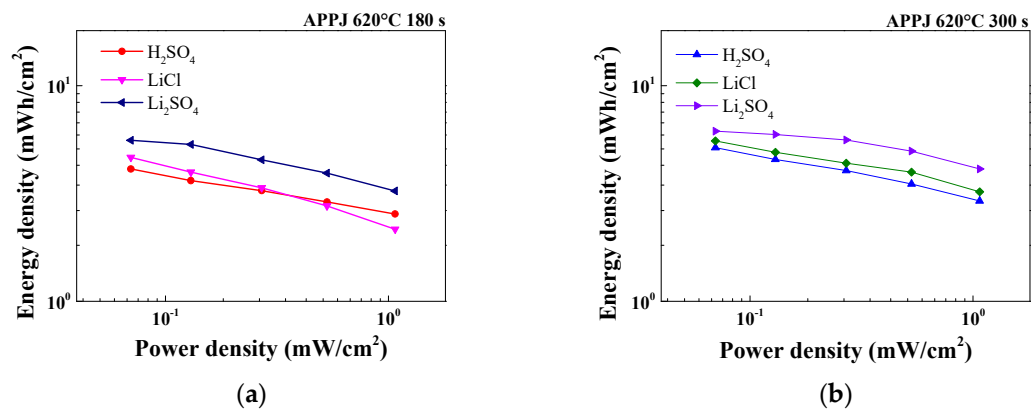 APPJ 620°C 180 s
H₂SO₄
LiCl
Li₂SO₄
10¹
10⁰
Energy density (mWh/cm²)
10⁻¹
10⁰
Power density (mW/cm²)
(a)
APPJ 620°C 300 s
H₂SO₄
LiCl
Li₂SO₄
10¹
10⁰
Energy density (mWh/cm²)
10⁻¹
10⁰
Power density (mW/cm²)
(b)